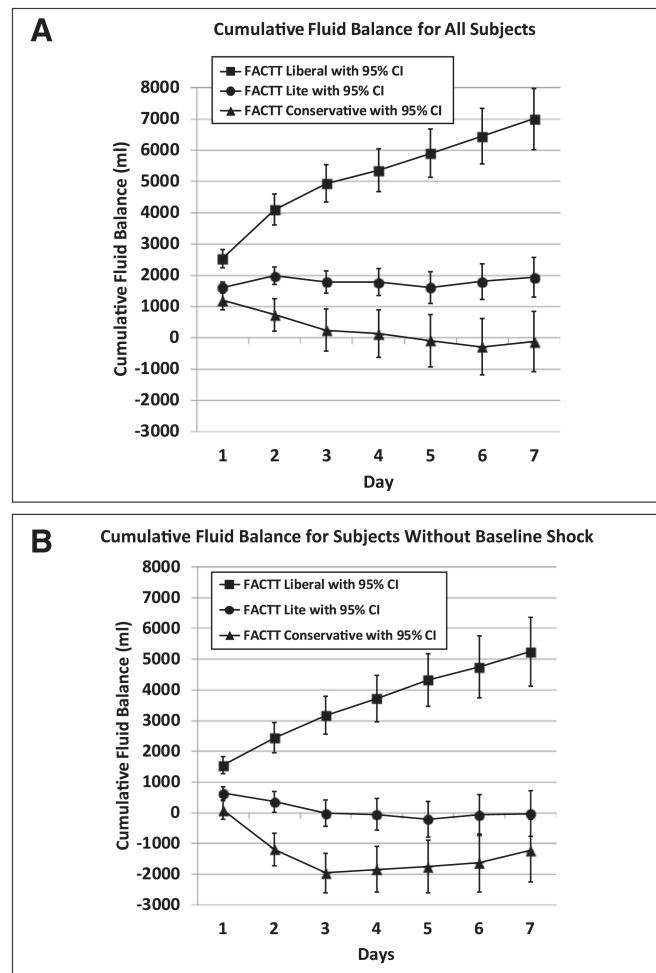 A
Cumulative Fluid Balance for All Subjects
FACTT Liberal with 95% CI
FACTT Lite with 95% CI
FACTT Conservative with 95% CI
Cumulative Fluid Balance (ml)
8000
7000
6000
5000
4000
3000
2000
1000
0
-1000
-2000
-3000
1 2 3 4 5 6 7
Day
B
Cumulative Fluid Balance for Subjects Without Baseline Shock
FACTT Liberal with 95% CI
FACTT Lite with 95% CI
FACTT Conservative with 95% CI
Cumulative Fluid Balance (ml)
8000
7000
6000
5000
4000
3000
2000
1000
0
-1000
-2000
-3000
1 2 3 4 5 6 7
Days